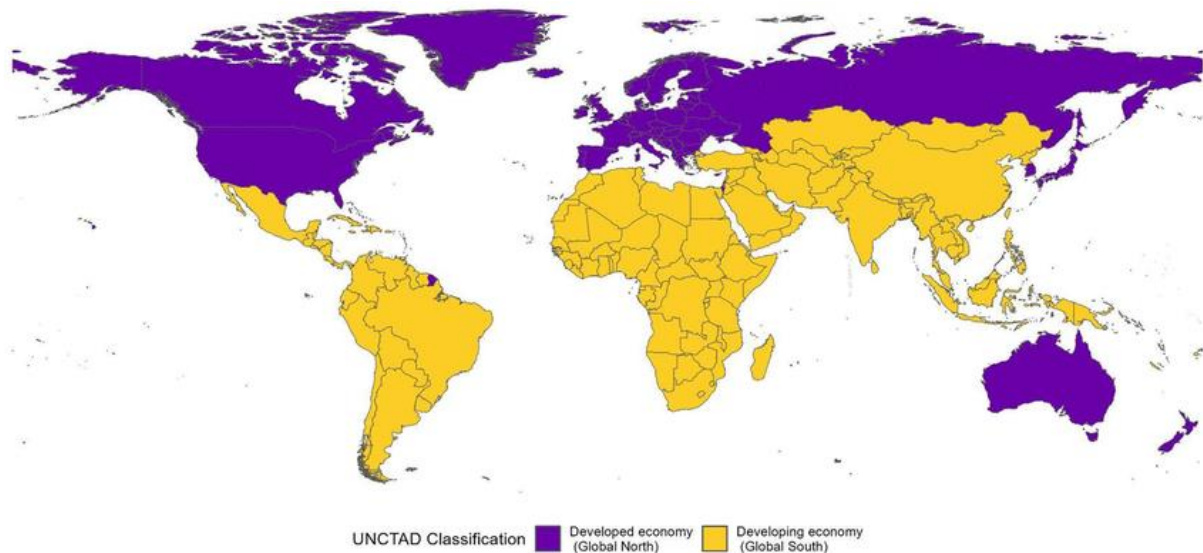 UNCTAD Classification
Developed economy
(Global North)
Developing economy
(Global South)